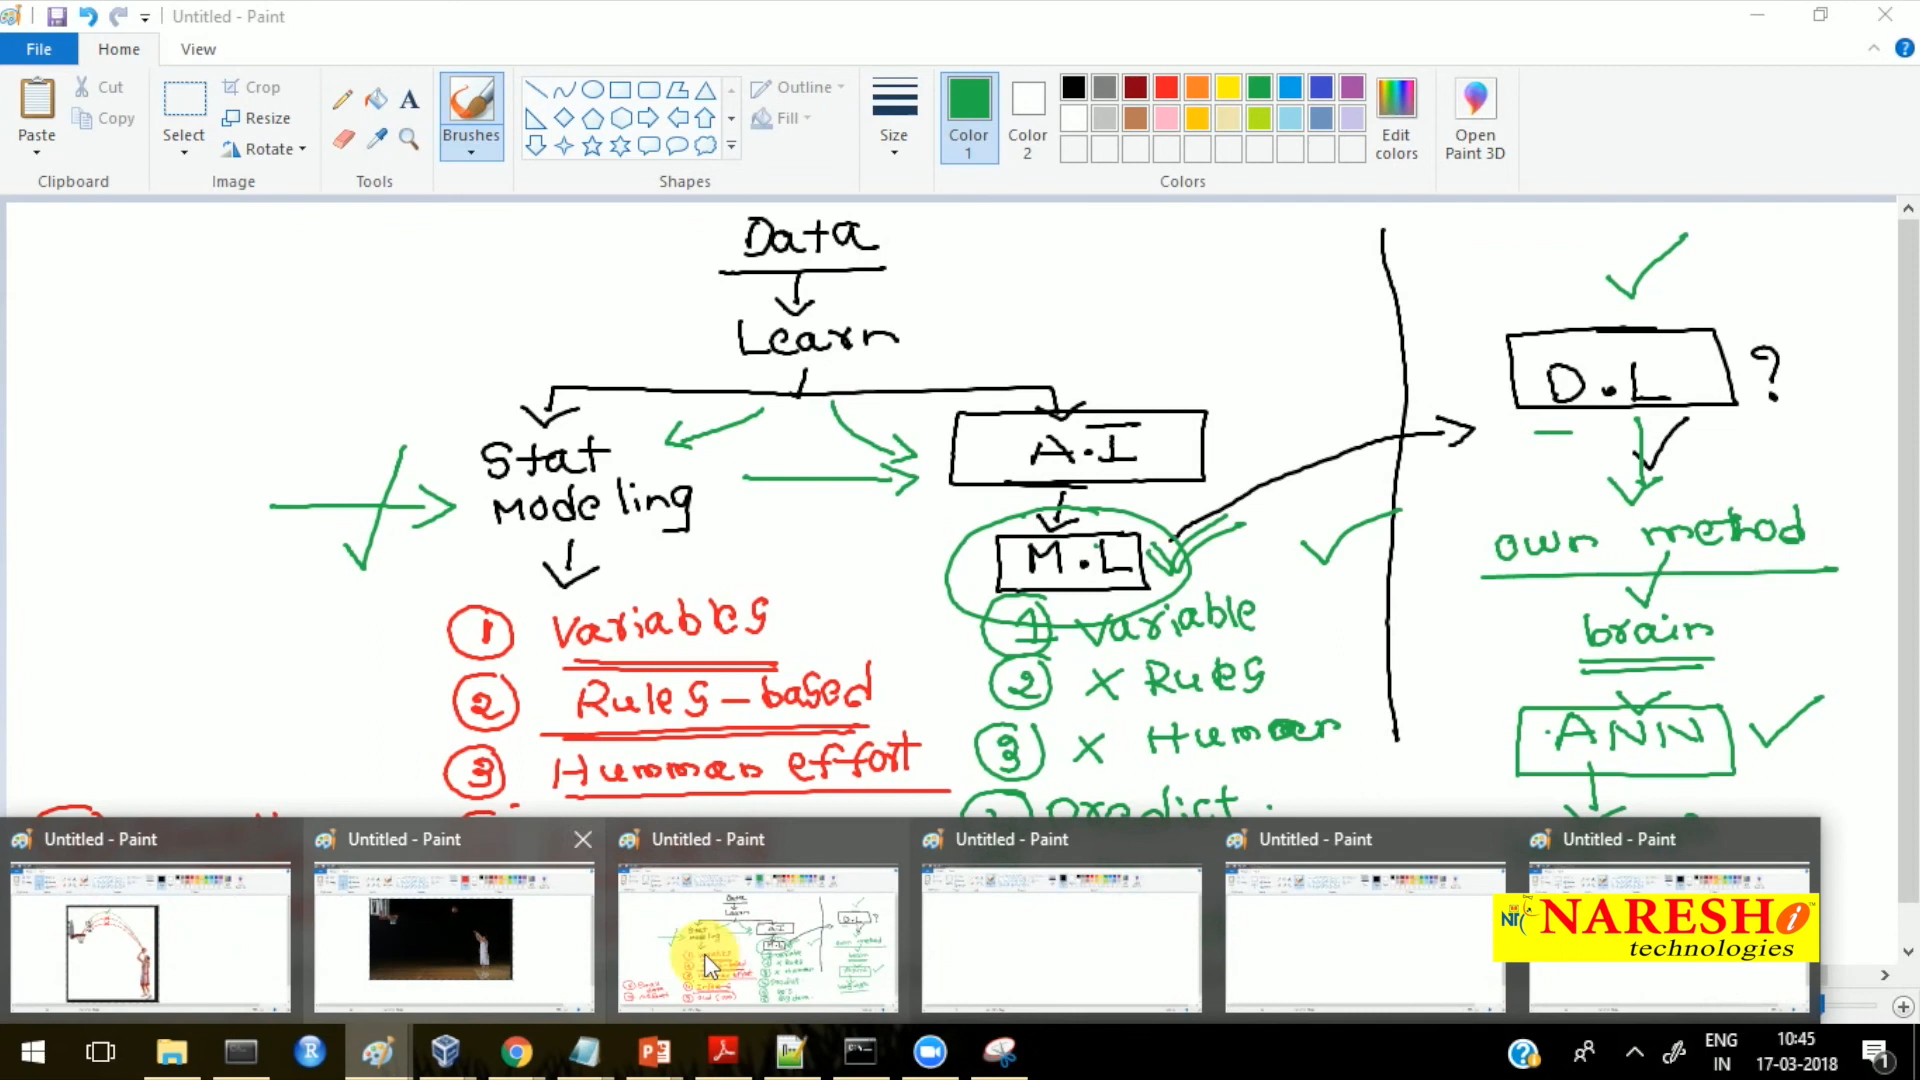 Untitled - Paint
File Home View
Paste
Cut
Copy
Clipboard
Select
Crop
Resize
Rotate
Image
A
Tools
Brushes
Shapes
Outline
Fill
Size
Color 1
Color 2
Edit colors
Open Paint 3D
Colors
Data
Learn
Stat modeling
A.I
M.L
D.L ?
own method
brain
ANN
1 variables
2 Rules-based
3 Humman effort
1 variable
2 x Rules
3 x Human
predict
Untitled - Paint
Untitled - Paint
Untitled - Paint
Untitled - Paint
Untitled - Paint
Untitled - Paint
NARESH i
technologies
ENG
IN
10:45
17-03-2018
1